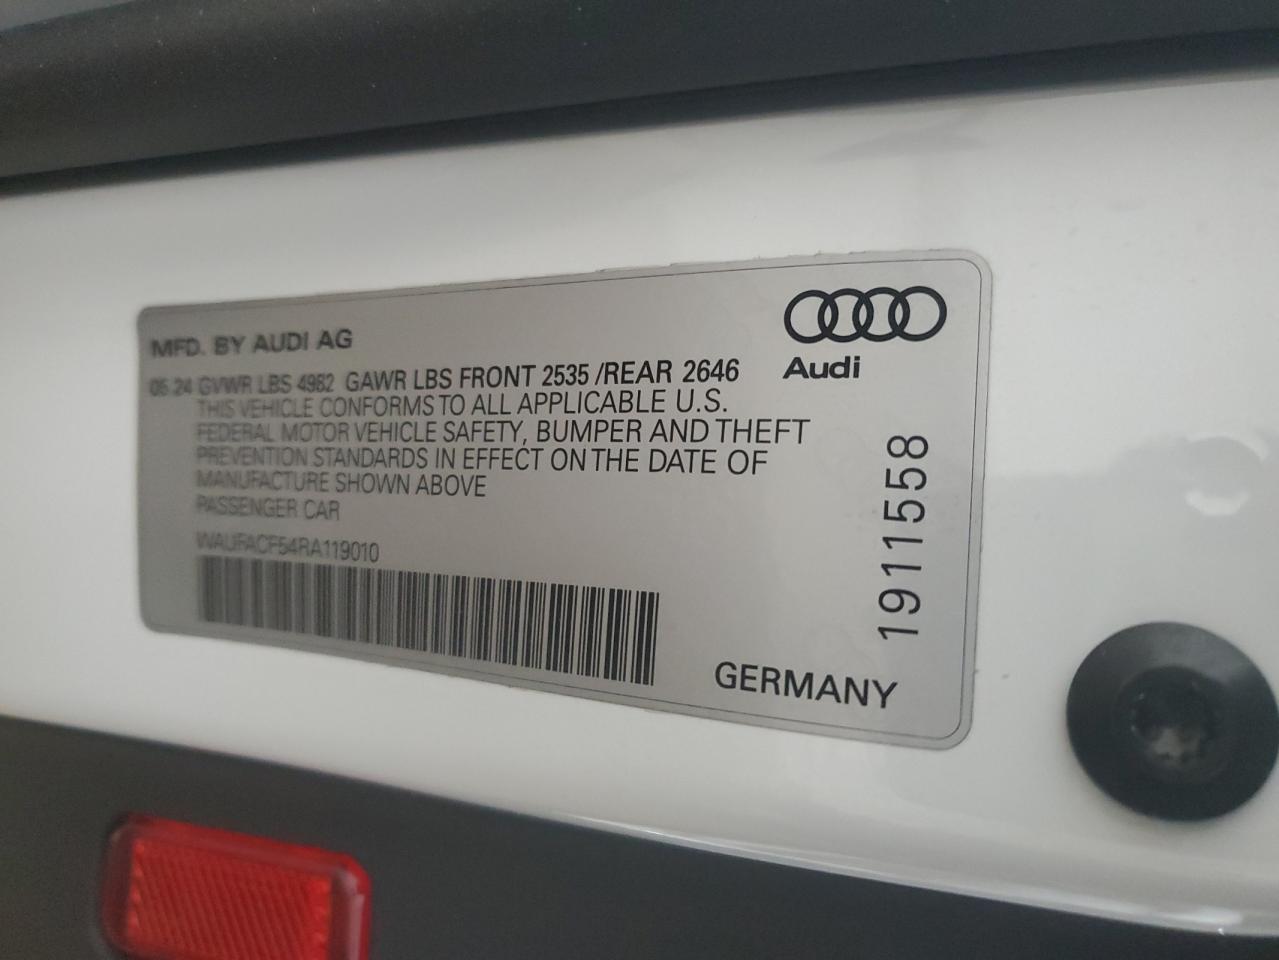 MFD. BY AUDI AG
Audi
05.24 GVWR LBS 4982 GAWR LBS FRONT 2535 /REAR 2646
THIS VEHICLE CONFORMS TO ALL APPLICABLE U.S.
FEDERAL MOTOR VEHICLE SAFETY, BUMPER AND THEFT
PREVENTION STANDARDS IN EFFECT ON THE DATE OF
MANUFACTURE SHOWN ABOVE
PASSENGER CAR
WAUFACF54RA119010
1911558
GERMANY